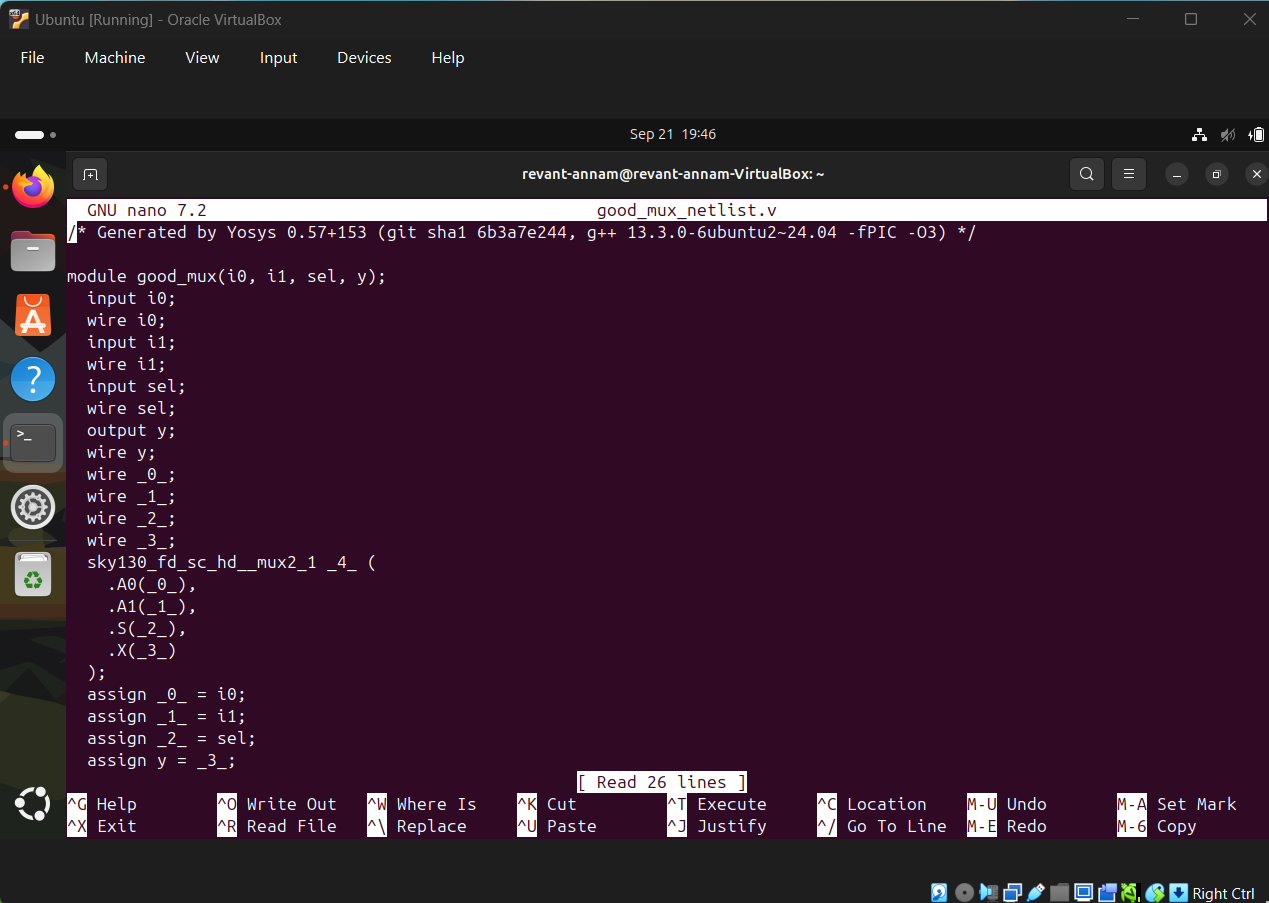 Ubuntu [Running] - Oracle VirtualBox
File Machine View Input Devices Help
Sep 21 19:46
revant-annam@revant-annam-VirtualBox: ~
GNU nano 7.2 good_mux_netlist.v
/* Generated by Yosys 0.57+153 (git sha1 6b3a7e244, g++ 13.3.0-6ubuntu2~24.04 -fPIC -O3) */
module good_mux(i0, i1, sel, y);
  input i0;
  wire i0;
  input i1;
  wire i1;
  input sel;
  wire sel;
  output y;
  wire y;
  wire _0_;
  wire _1_;
  wire _2_;
  wire _3_;
  sky130_fd_sc_hd__mux2_1 _4_ (
    .A0(_0_),
    .A1(_1_),
    .S(_2_),
    .X(_3_)
  );
  assign _0_ = i0;
  assign _1_ = i1;
  assign _2_ = sel;
  assign y = _3_;
[ Read 26 lines ]
^G Help ^O Write Out ^W Where Is ^K Cut ^T Execute ^C Location M-U Undo M-A Set Mark
^X Exit ^R Read File ^\ Replace ^U Paste ^J Justify ^/ Go To Line M-E Redo M-6 Copy
Right Ctrl